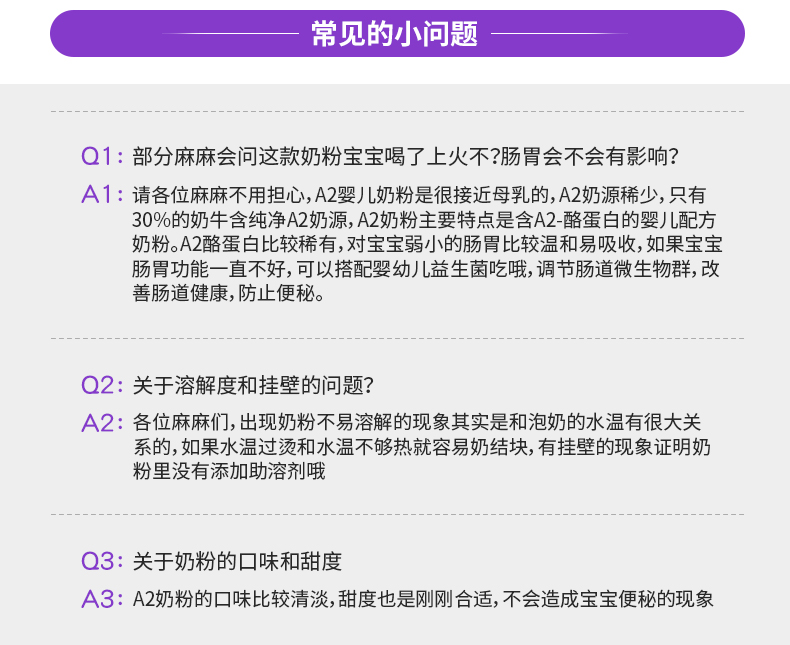 常见的小问题
Q1: 部分麻麻会问这款奶粉宝宝喝了上火不?肠胃会不会有影响?
A1: 请各位麻麻不用担心,A2婴儿奶粉是很接近母乳的,A2奶源稀少,只有
30%的奶牛含纯净A2奶源,A2奶粉主要特点是含A2-酪蛋白的婴儿配方
奶粉。A2酪蛋白比较稀有,对宝宝弱小的肠胃比较温和易吸收,如果宝宝
肠胃功能一直不好,可以搭配婴幼儿益生菌吃哦,调节肠道微生物群,改
善肠道健康,防止便秘。
Q2: 关于溶解度和挂壁的问题?
A2: 各位麻麻们,出现奶粉不易溶解的现象其实是和泡奶的水温有很大关
系的,如果水温过烫和水温不够热就容易奶结块,有挂壁的现象证明奶
粉里没有添加助溶剂哦
Q3: 关于奶粉的口味和甜度
A3: A2奶粉的口味比较清淡,甜度也是刚刚合适,不会造成宝宝便秘的现象